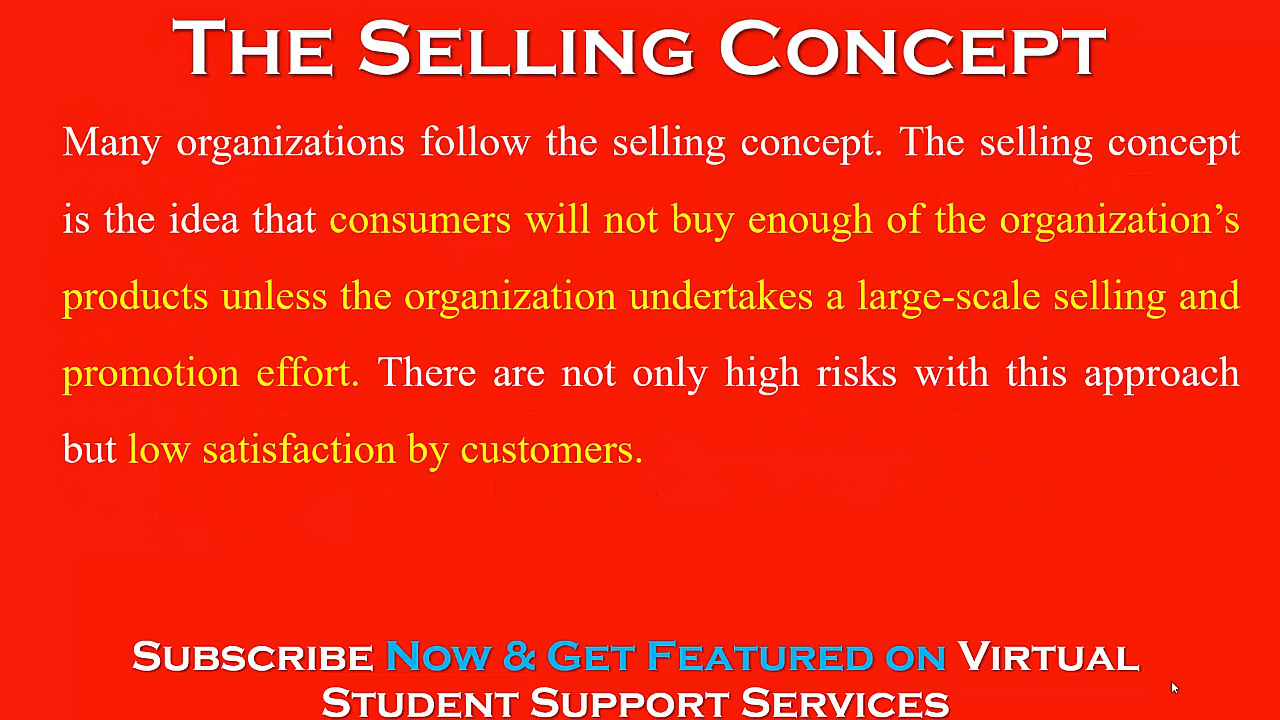 The Selling Concept
Many organizations follow the selling concept. The selling concept
is the idea that consumers will not buy enough of the organization’s
products unless the organization undertakes a large-scale selling and
promotion effort. There are not only high risks with this approach
but low satisfaction by customers.
Subscribe Now & Get Featured on Virtual
Student Support Services